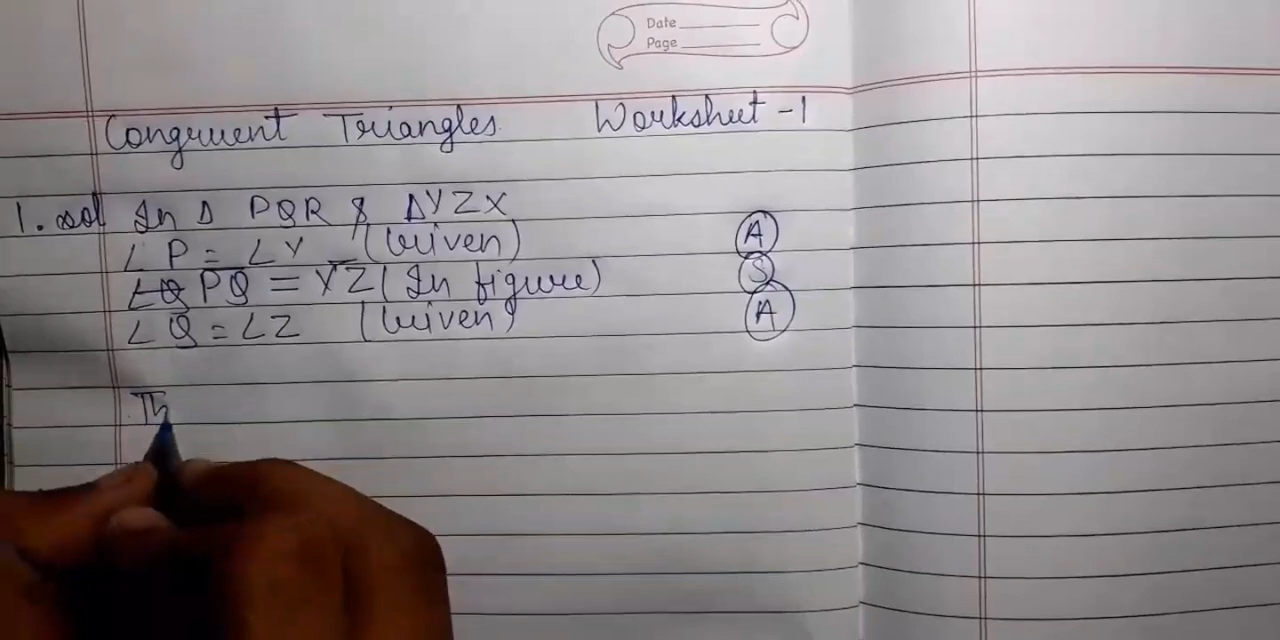 Date
Page
Congruent Triangles Worksheet - 1
1. sol In Δ PQR & ΔYZX
∠ P = ∠ Y (Given) A
∠Q PQ = YZ (In figure) S
∠ Q = ∠Z (Given) A
Th